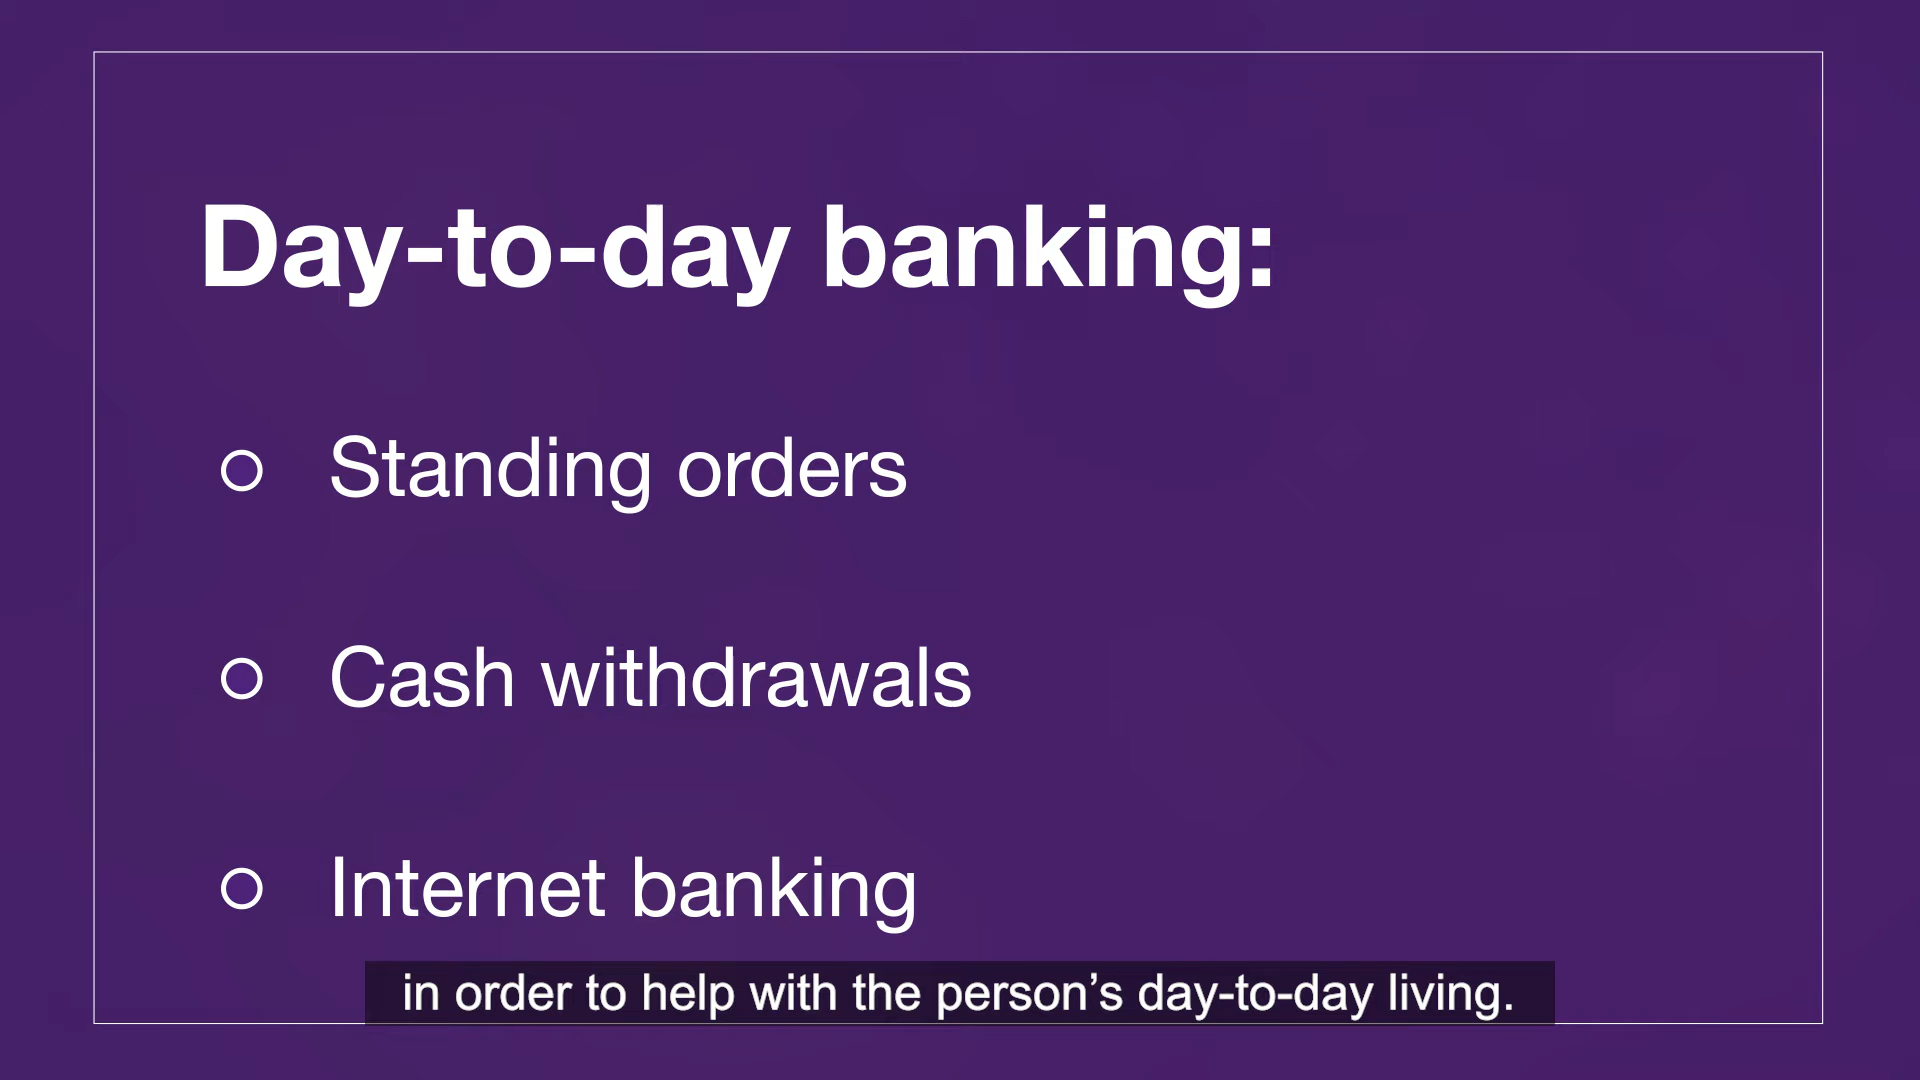 Day-to-day banking:
Standing orders
Cash withdrawals
Internet banking
in order to help with the person’s day-to-day living.